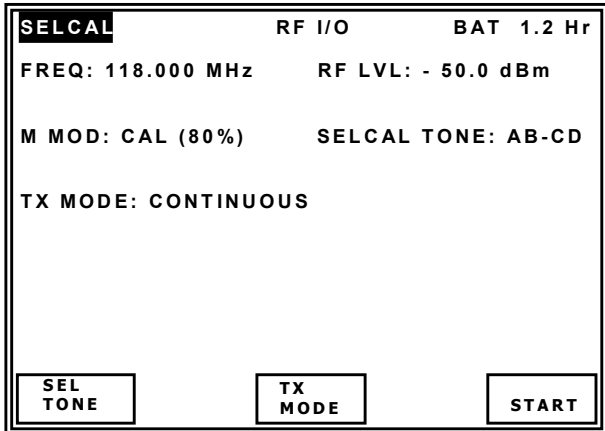 SELCAL RF I/O BAT 1.2 Hr
FREQ: 118.000 MHz RF LVL: - 50.0 dBm
M MOD: CAL (80%) SELCAL TONE: AB-CD
TX MODE: CONTINUOUS
SEL
TONE
TX
MODE
START